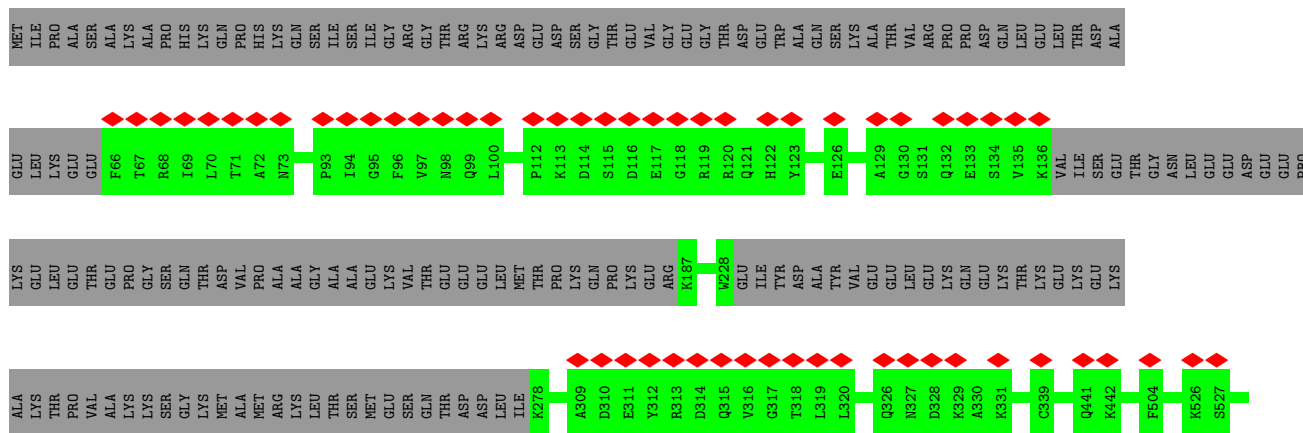 MET ILE PRO ALA SER ALA LYS ALA PRO HIS LYS GLN PRO HIS LYS GLN SER ILE SER ILE GLY ARG GLY THR ARG LYS ARG ASP GLU ASP SER GLY THR GLU VAL GLY GLU GLY THR ASP GLU TRP ALA GLN SER LYS ALA THR VAL ARG PRO PRO ASP GLN LEU GLU LEU THR ASP ALA
GLU LEU LYS GLU GLU F66 T67 R68 I69 L70 T71 A72 N73 P93 I94 G95 F96 V97 N98 Q99 L100 P112 K113 D114 S115 D116 E117 G118 R119 R120 Q121 H122 Y123 E126 A129 G130 S131 Q132 E133 S134 V135 K136 VAL ILE SER GLU THR GLY ASN LEU GLU GLU ASP GLU GLU PRO
LYS GLU LEU GLU THR GLU PRO GLY SER GLN THR ASP VAL PRO ALA ALA GLY ALA ALA GLU LYS VAL THR GLU GLU GLU LEU MET THR PRO LYS GLN PRO LYS GLU ARG K187 W228 GLU ILE TYR ASP ALA TYR VAL GLU GLU LEU GLU LYS GLN GLU LYS THR LYS GLU LYS GLU LYS
ALA LYS THR PRO VAL ALA LYS LYS SER GLY LYS MET ALA MET ARG LYS LEU THR SER MET GLU SER GLN THR ASP ASP LEU ILE K278 A309 D310 E311 Y312 R313 D314 Q315 V316 G317 T318 L319 L320 Q326 N327 D328 K329 A330 K331 C339 Q441 K442 F504 K526 S527